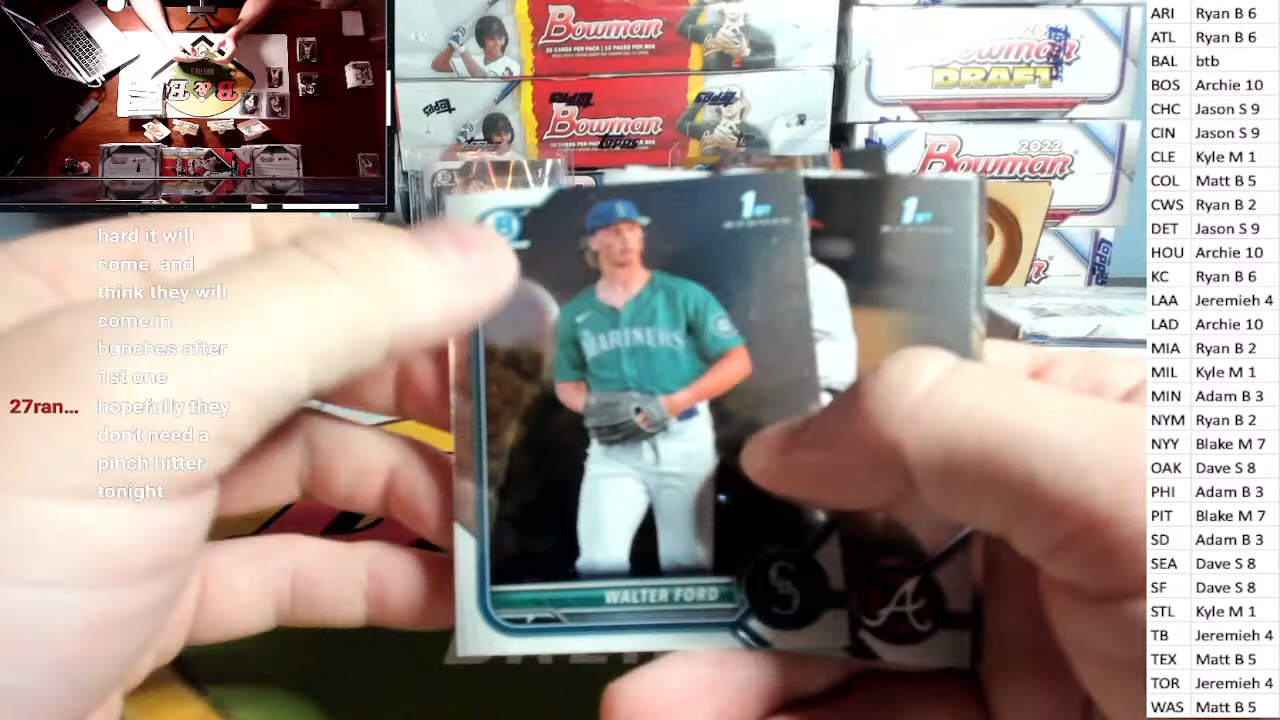 Bowman
Bowman
Topps
Topps
Bowman
DRAFT
2022
Bowman
BREAKS
B&E
hard it will
come, and
think they will
come in
bunches after
1st one
27ran... hopefully they
don't need a
pinch hitter
tonight
1ST
1ST
MARINERS
WALTER FORD
S
A
ARI Ryan B 6
ATL Ryan B 6
BAL btb
BOS Archie 10
CHC Jason S 9
CIN Jason S 9
CLE Kyle M 1
COL Matt B 5
CWS Ryan B 2
DET Jason S 9
HOU Archie 10
KC Ryan B 6
LAA Jeremieh 4
LAD Archie 10
MIA Ryan B 2
MIL Kyle M 1
MIN Adam B 3
NYM Ryan B 2
NYY Blake M 7
OAK Dave S 8
PHI Adam B 3
PIT Blake M 7
SD Adam B 3
SEA Dave S 8
SF Dave S 8
STL Kyle M 1
TB Jeremieh 4
TEX Matt B 5
TOR Jeremieh 4
WAS Matt B 5